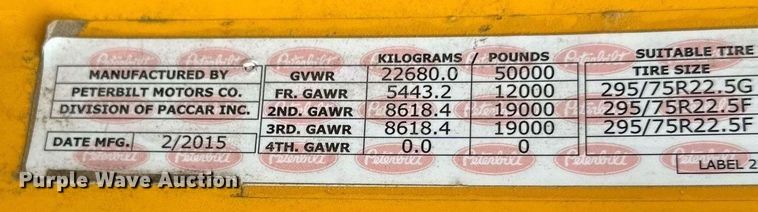 KILOGRAMS / POUNDS SUITABLE TIRE
MANUFACTURED BY GVWR 22680.0 50000 TIRE SIZE
PETERBILT MOTORS CO. FR. GAWR 5443.2 12000 295/75R22.5G
DIVISION OF PACCAR INC. 2ND. GAWR 8618.4 19000 295/75R22.5F
3RD. GAWR 8618.4 19000 295/75R22.5F
DATE MFG. 2/2015 4TH. GAWR 0.0 0
LABEL 2
Purple Wave Auction